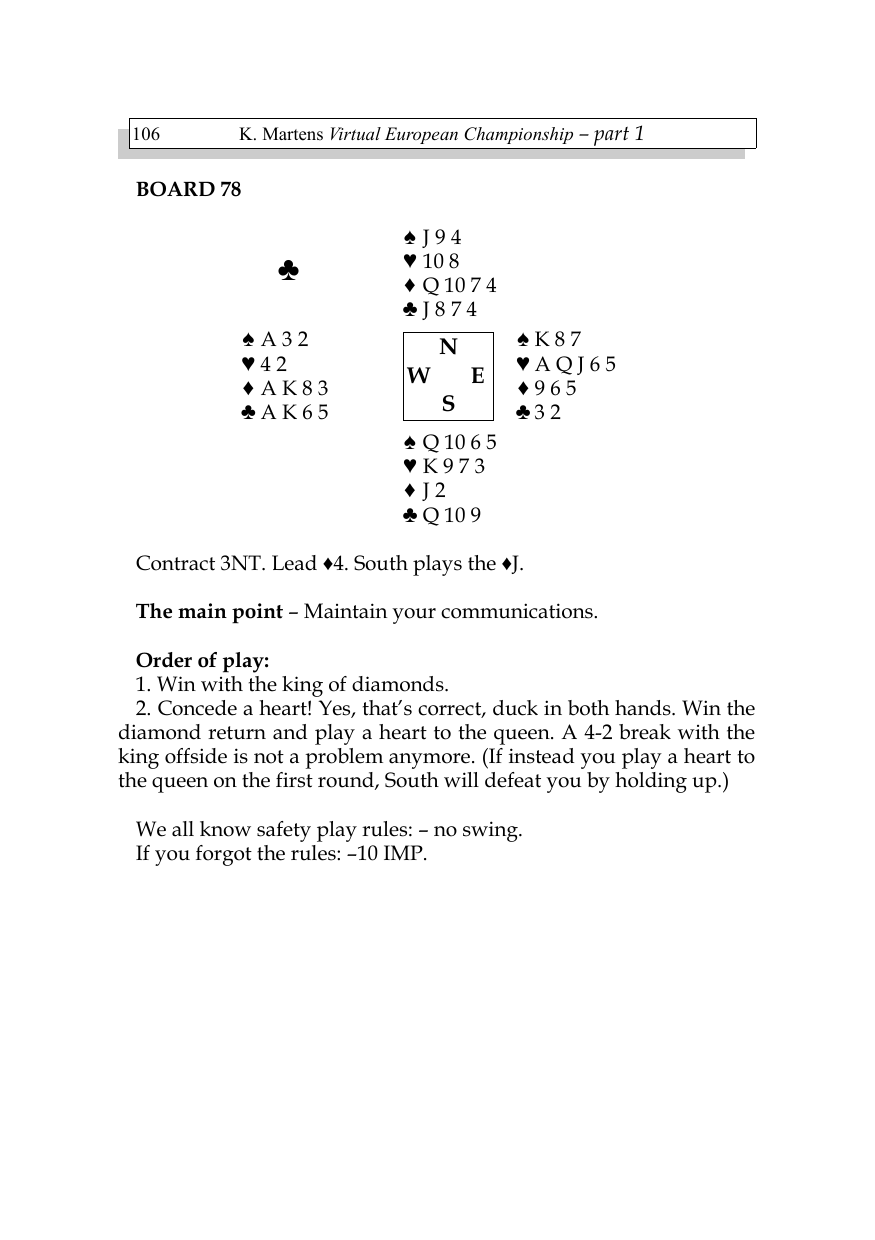 106 K. Martens Virtual European Championship – part 1
BOARD 78
♣
♠ J 9 4
♥ 10 8
♦ Q 10 7 4
♣ J 8 7 4
♠ A 3 2
♥ 4 2
♦ A K 8 3
♣ A K 6 5
N
W E
S
♠ K 8 7
♥ A Q J 6 5
♦ 9 6 5
♣ 3 2
♠ Q 10 6 5
♥ K 9 7 3
♦ J 2
♣ Q 10 9
Contract 3NT. Lead ♦4. South plays the ♦J.
The main point – Maintain your communications.
Order of play:
1. Win with the king of diamonds.
2. Concede a heart! Yes, that’s correct, duck in both hands. Win the
diamond return and play a heart to the queen. A 4-2 break with the
king offside is not a problem anymore. (If instead you play a heart to
the queen on the first round, South will defeat you by holding up.)
We all know safety play rules: – no swing.
If you forgot the rules: –10 IMP.